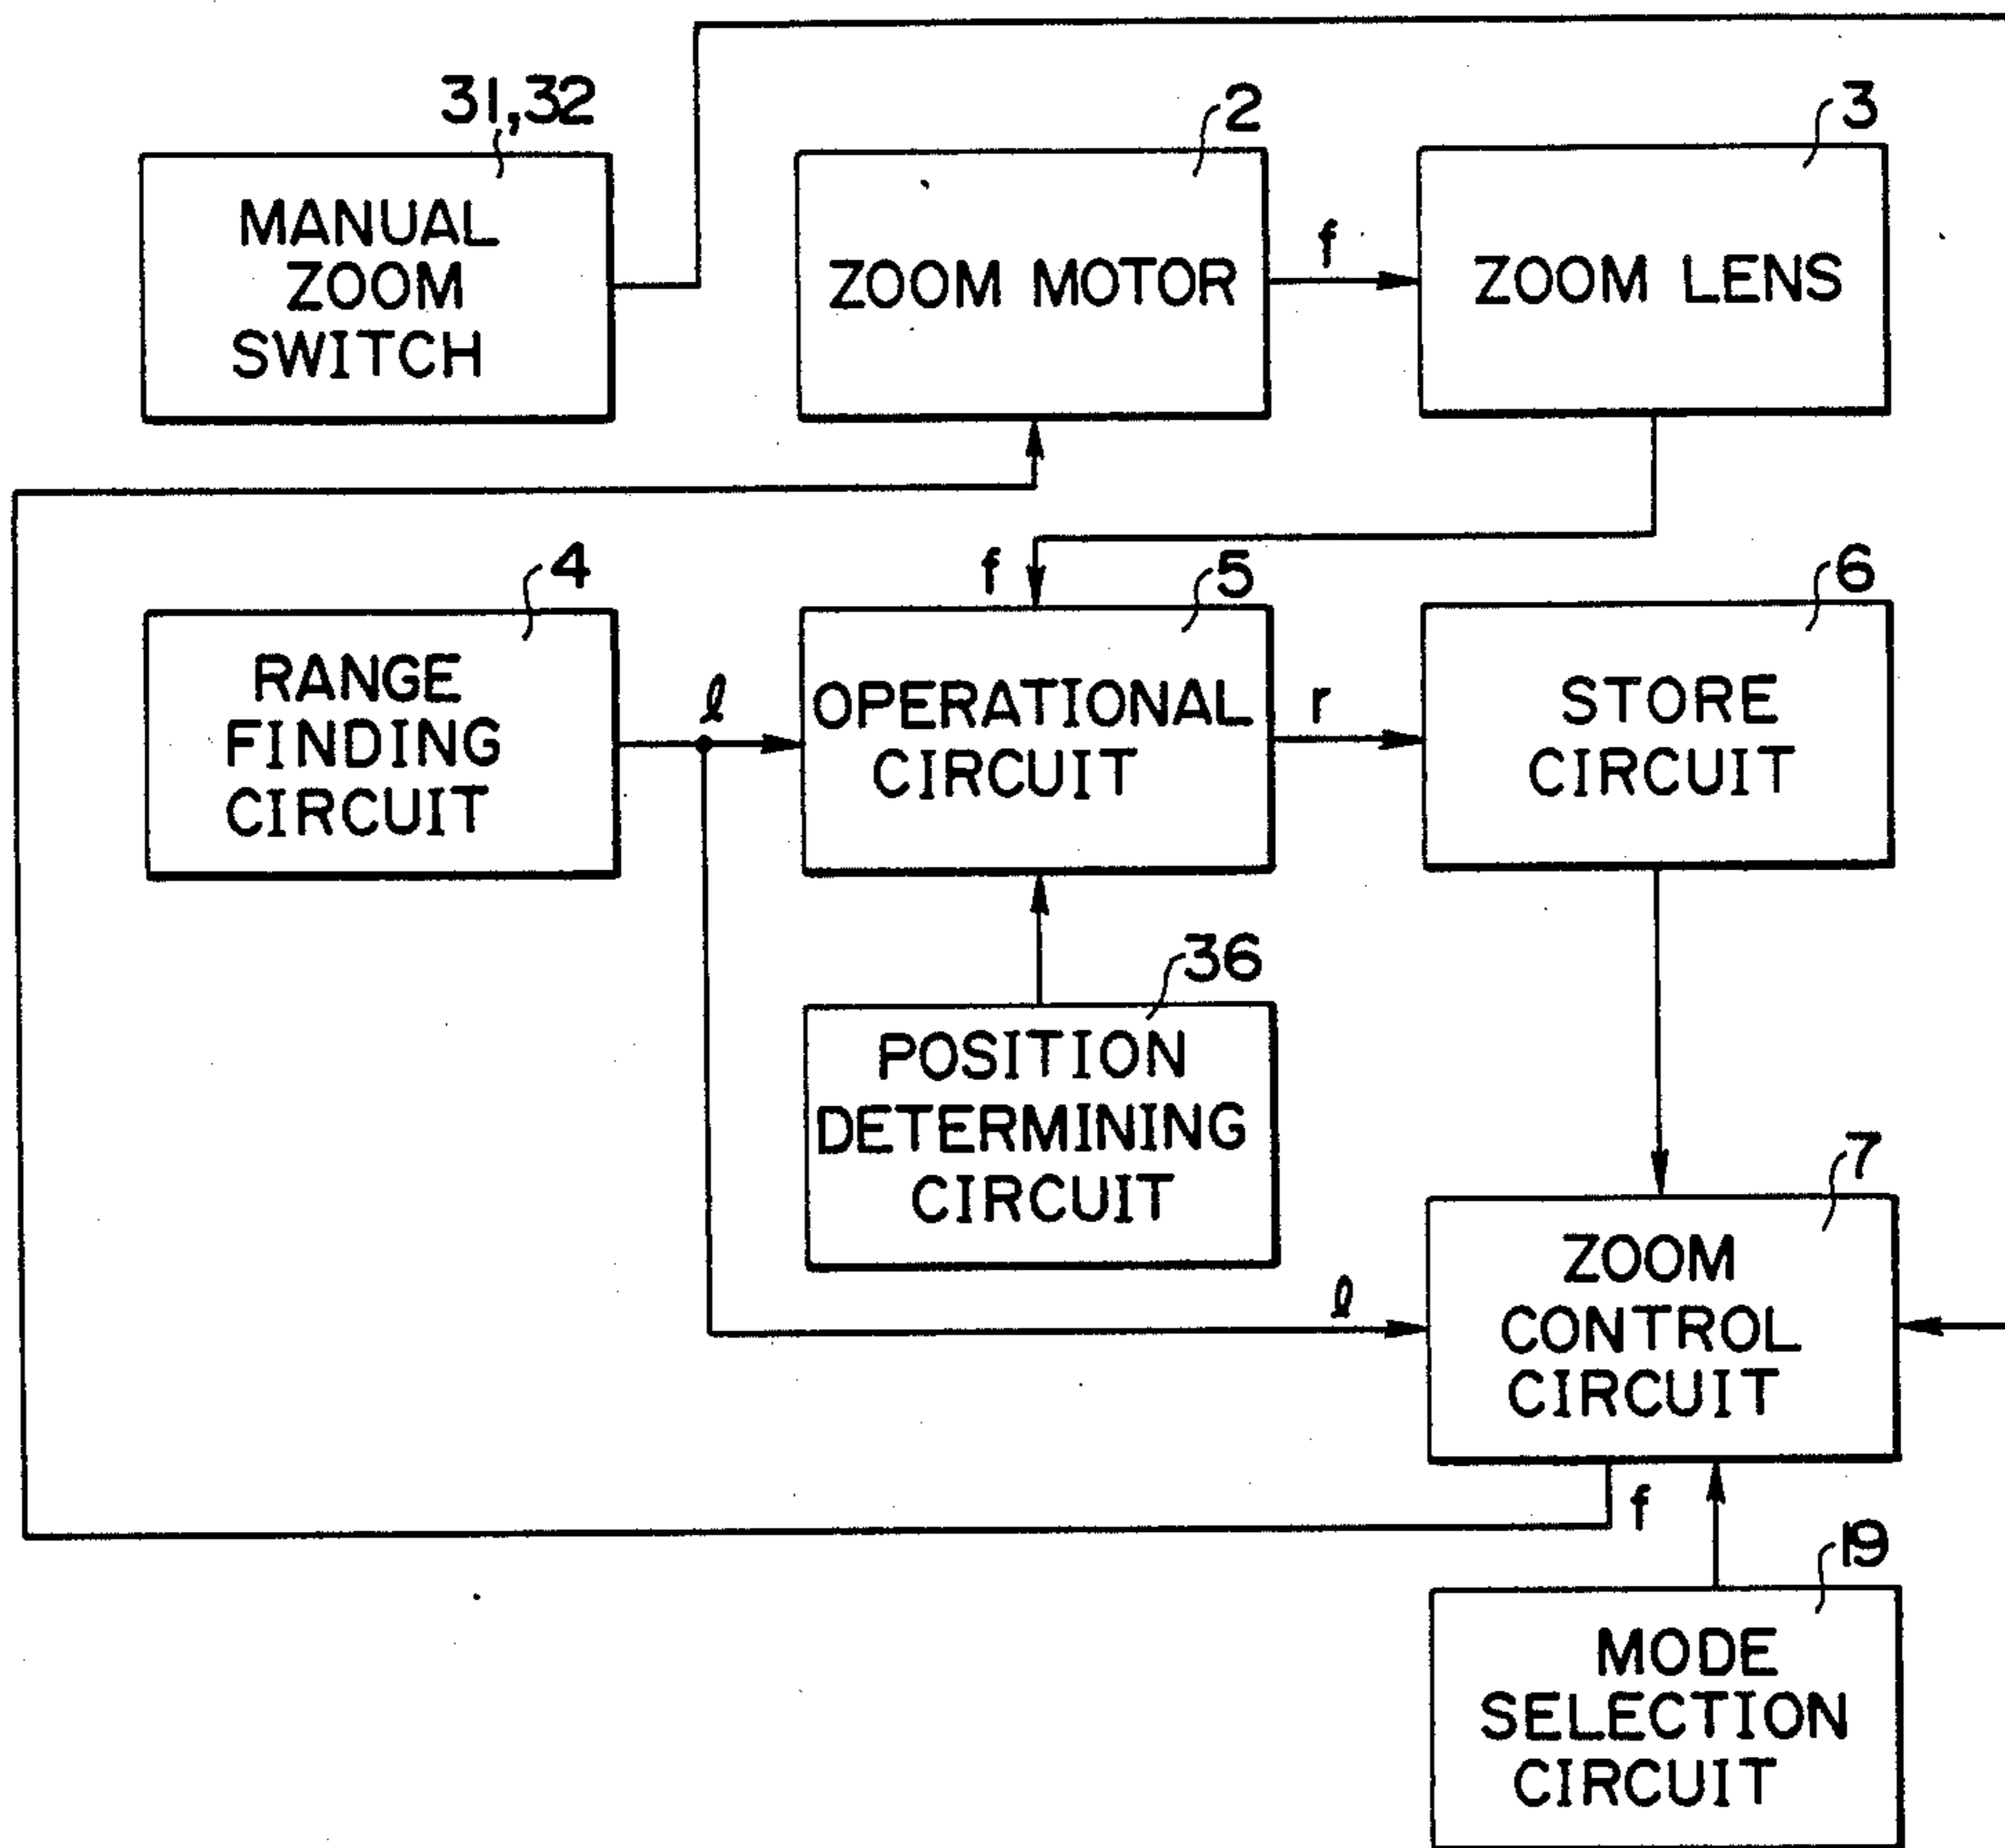 31,32
MANUAL
ZOOM
SWITCH
2
ZOOM MOTOR
f
3
ZOOM LENS
4
RANGE
FINDING
CIRCUIT
ℓ
f
5
OPERATIONAL
CIRCUIT
r
6
STORE
CIRCUIT
36
POSITION
DETERMINING
CIRCUIT
ℓ
7
ZOOM
CONTROL
CIRCUIT
f
19
MODE
SELECTION
CIRCUIT